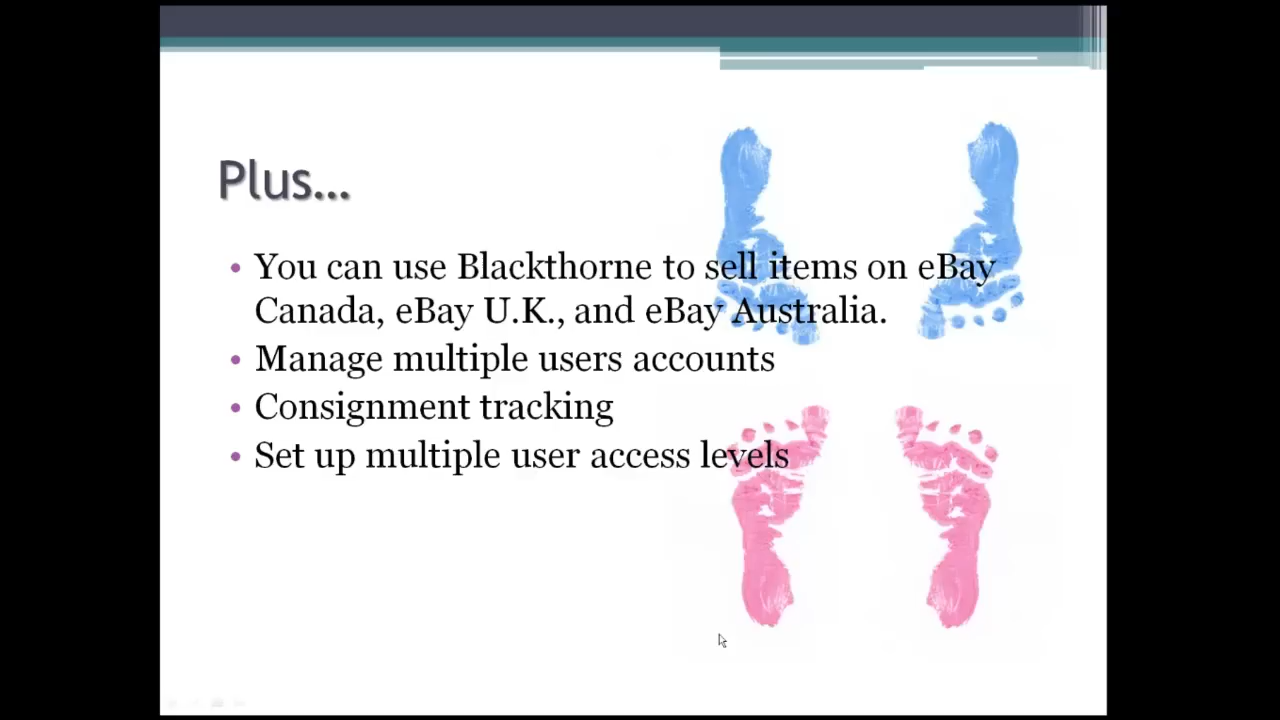 Plus...
• You can use Blackthorne to sell items on eBay
Canada, eBay U.K., and eBay Australia.
• Manage multiple users accounts
• Consignment tracking
• Set up multiple user access levels